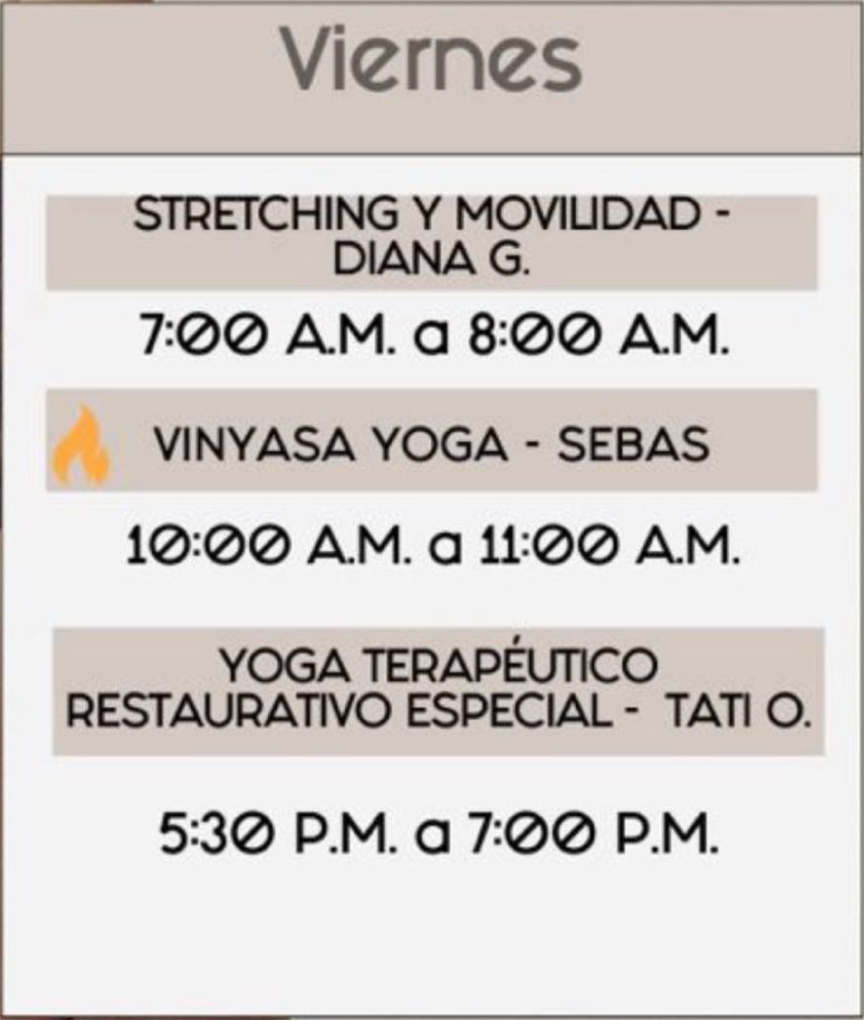 Viernes
STRETCHING Y MOVILIDAD -
DIANA G.
7:00 A.M. a 8:00 A.M.
VINYASA YOGA - SEBAS
10:00 A.M. a 11:00 A.M.
YOGA TERAPÉUTICO
RESTAURATIVO ESPECIAL - TATI O.
5:30 P.M. a 7:00 P.M.